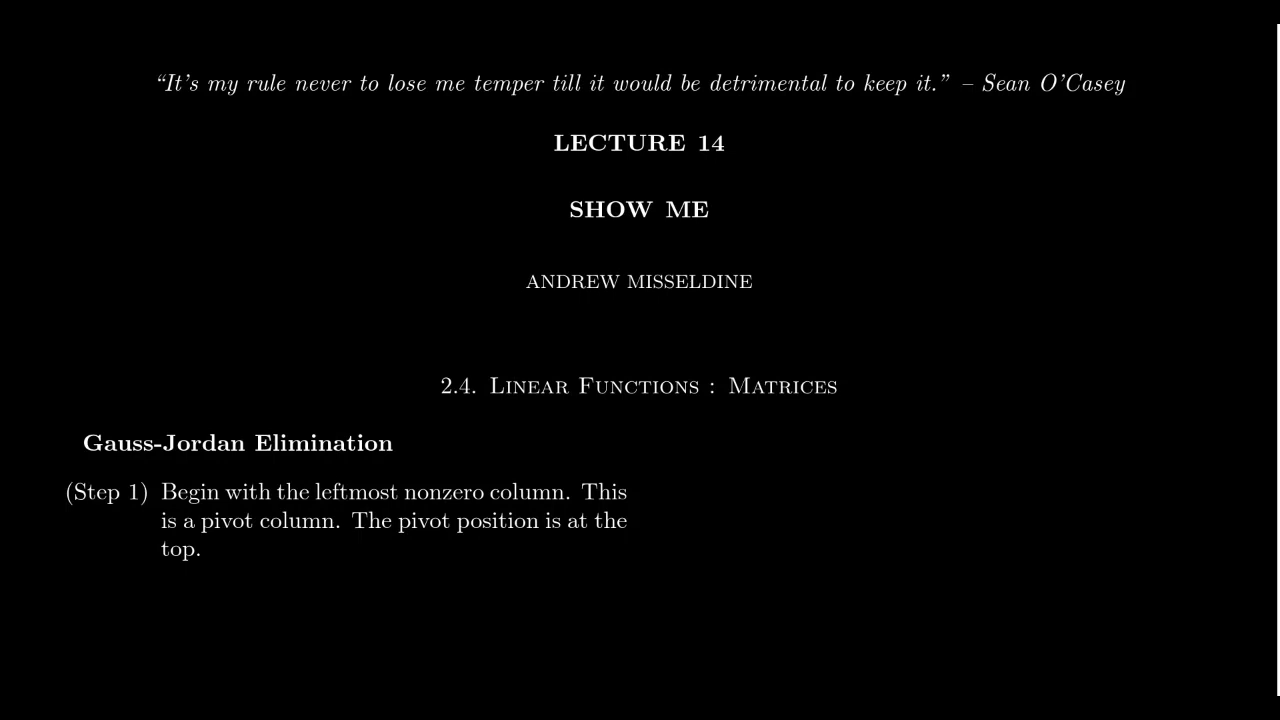 “It’s my rule never to lose me temper till it would be detrimental to keep it.” – Sean O’Casey
LECTURE 14
SHOW ME
ANDREW MISSELDINE
2.4. Linear Functions : Matrices
Gauss-Jordan Elimination
(Step 1) Begin with the leftmost nonzero column. This
is a pivot column. The pivot position is at the
top.